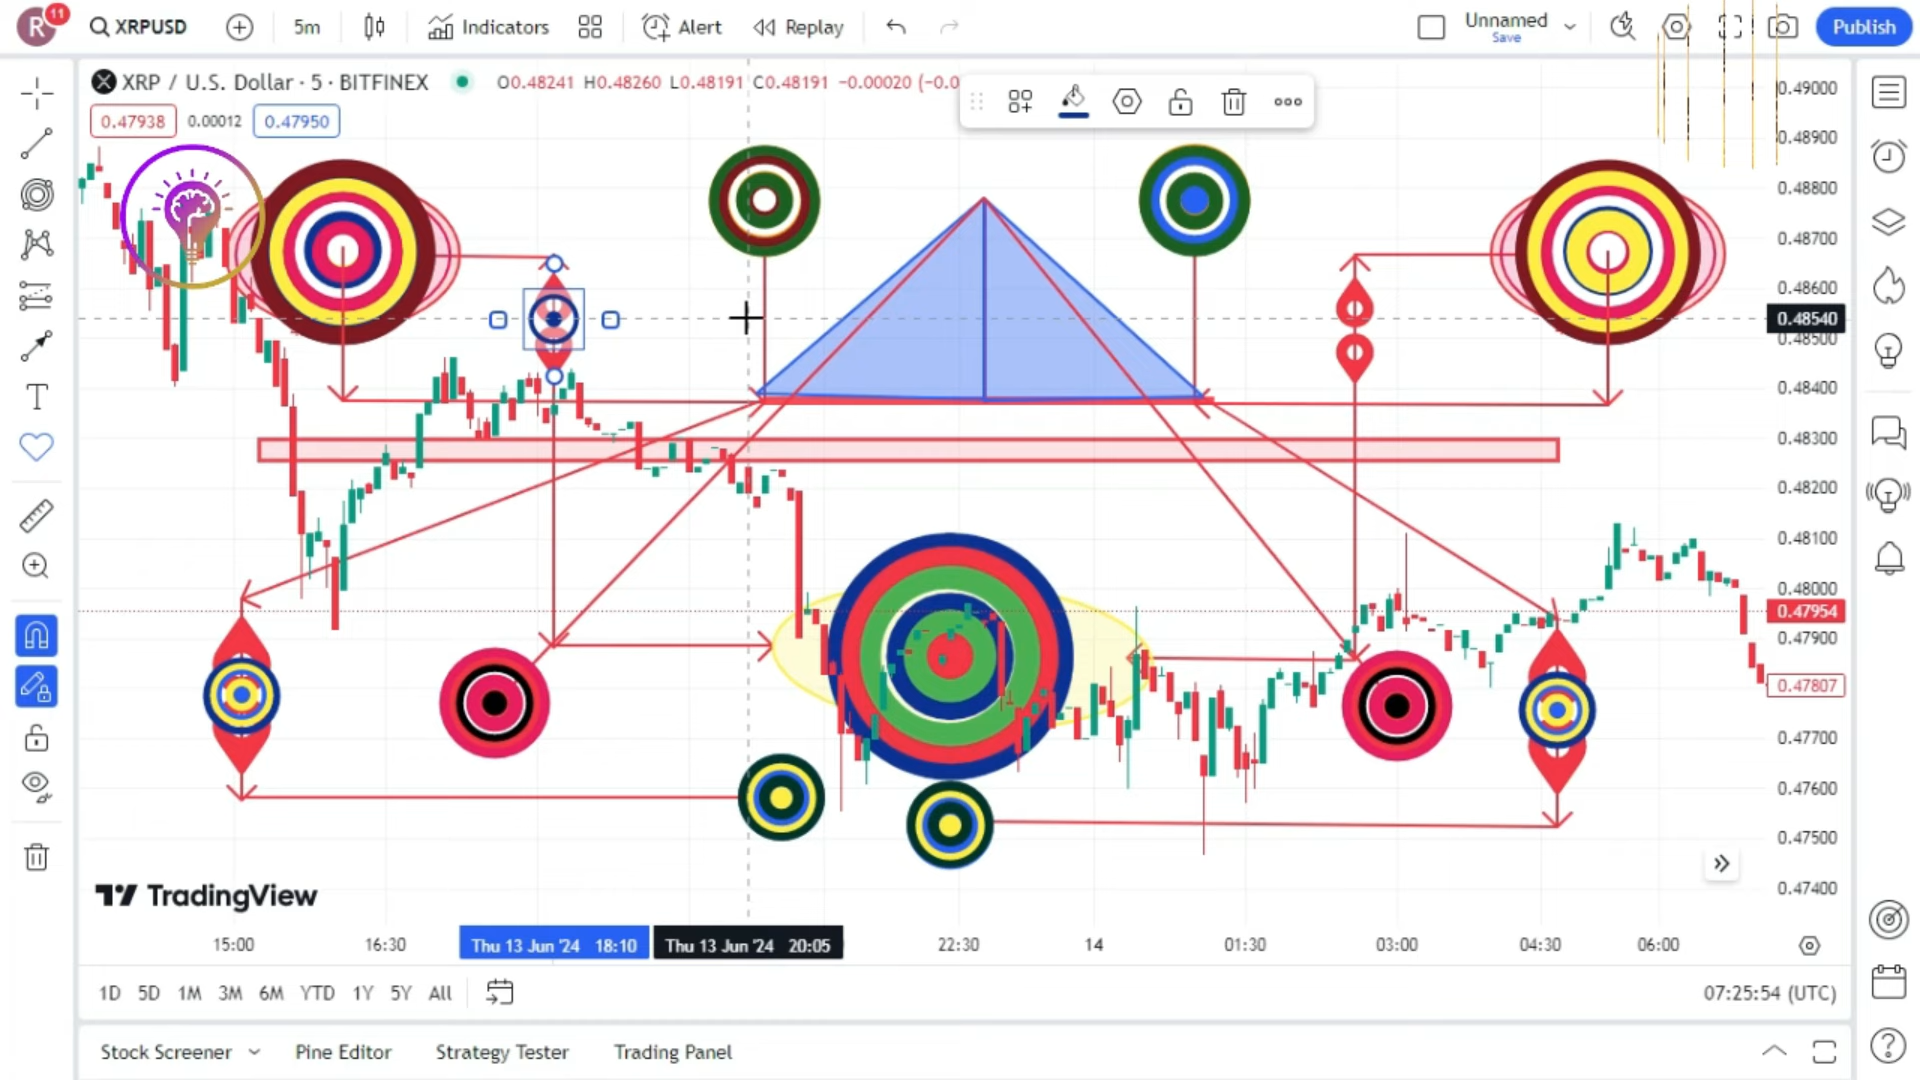 R
11
XRPUSD
5m
Indicators
Alert
Replay
Unnamed
Save
Publish
XRP / U.S. Dollar · 5 · BITFINEX
O0.48241 H0.48260 L0.48191 C0.48191 −0.00020 (−0.0
0.47938
0.00012
0.47950
0.49000
0.48900
0.48800
0.48700
0.48600
0.48540
0.48500
0.48400
0.48300
0.48200
0.48100
0.48000
0.47954
0.47900
0.47807
0.47700
0.47600
0.47500
0.47400
TradingView
15:00
16:30
Thu 13 Jun '24 18:10
Thu 13 Jun '24 20:05
22:30
14
01:30
03:00
04:30
06:00
1D 5D 1M 3M 6M YTD 1Y 5Y All
07:25:54 (UTC)
Stock Screener
Pine Editor
Strategy Tester
Trading Panel